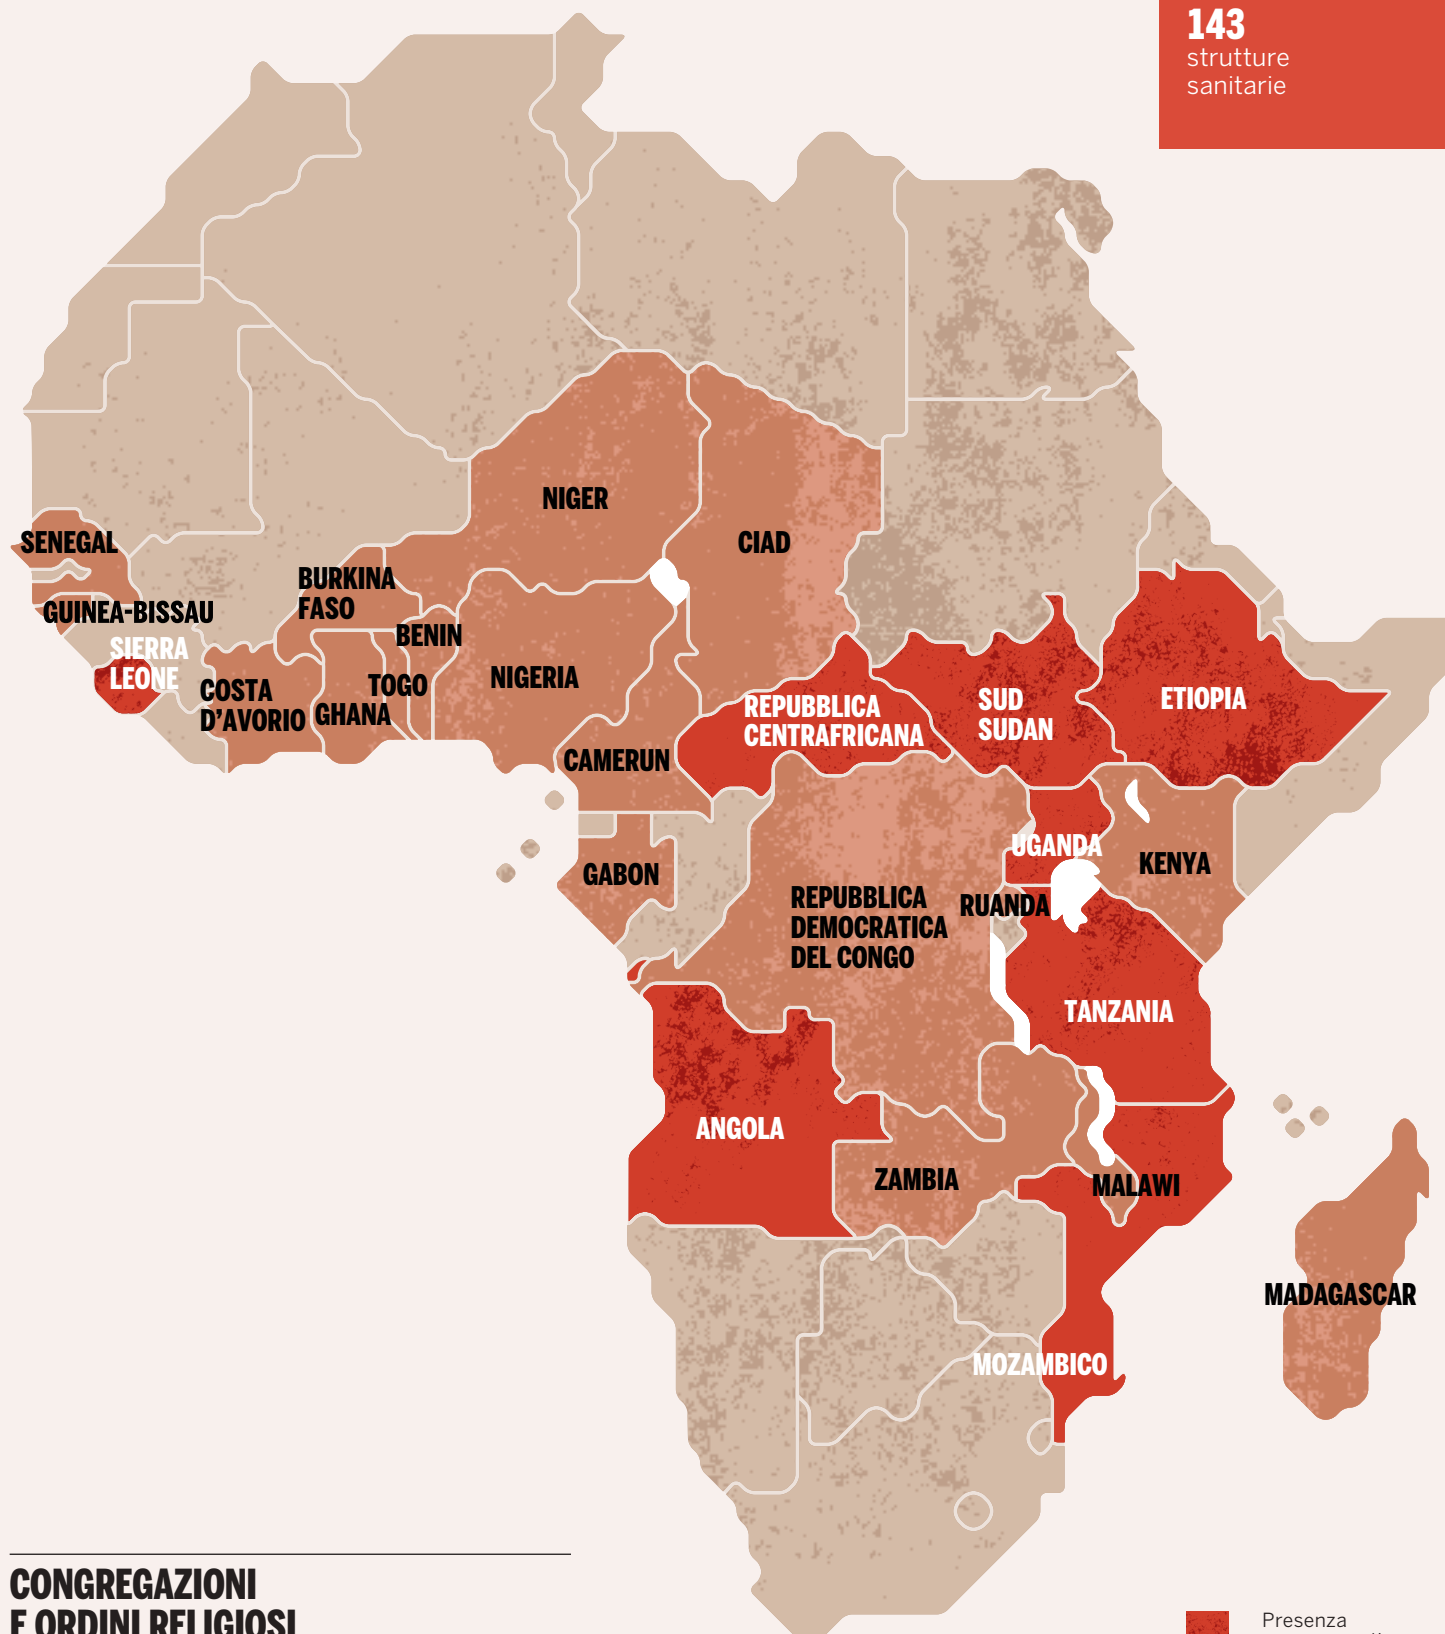 143
strutture
sanitarie
NIGER
SENEGAL
CIAD
BURKINA
FASO
GUINEA-BISSAU
BENIN
SIERRA
LEONE
COSTA
D'AVORIO
TOGO
GHANA
NIGERIA
CAMERUN
REPUBBLICA
CENTRAFRICANA
SUD
SUDAN
ETIOPIA
UGANDA
KENYA
GABON
REPUBBLICA
DEMOCRATICA
DEL CONGO
RUANDA
TANZANIA
ANGOLA
ZAMBIA
MALAWI
MADAGASCAR
MOZAMBICO
CONGREGAZIONI
E ORDINI RELIGIOSI
Presenza